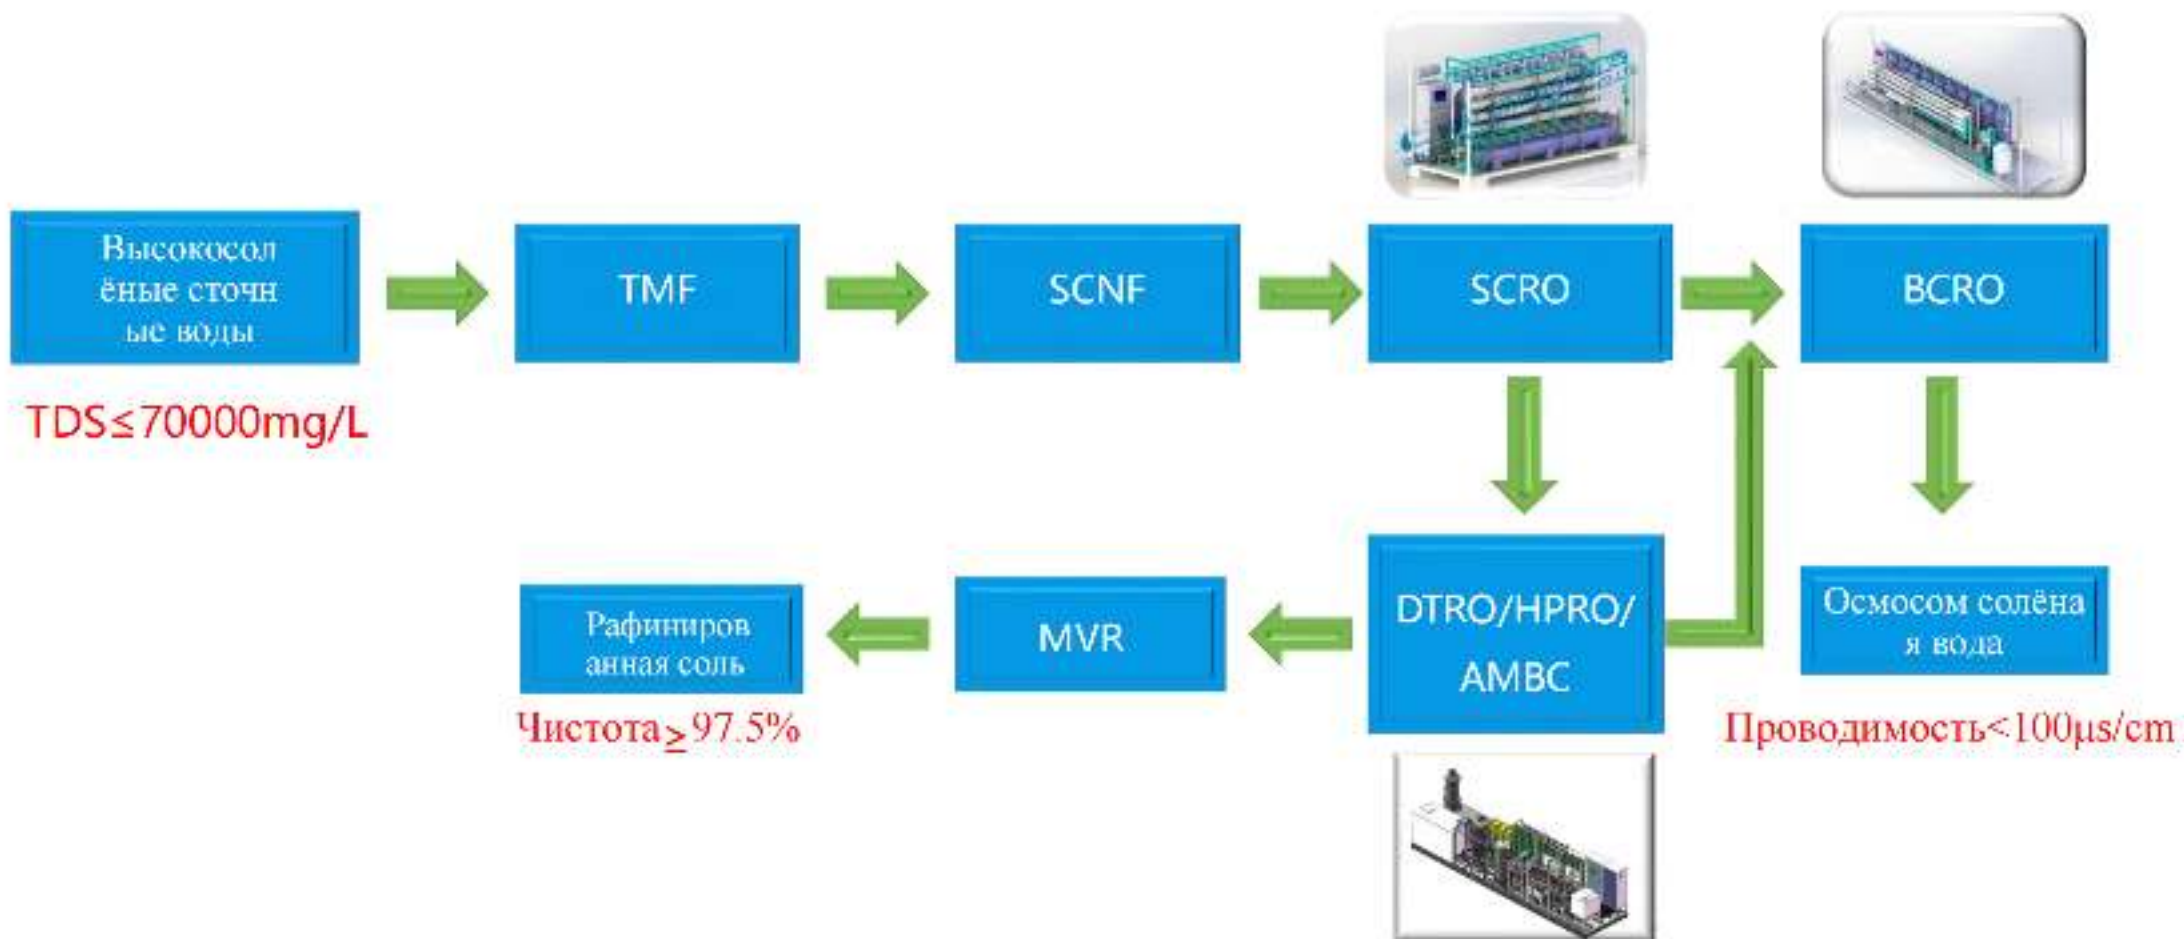 Высокосол
ёные сточн
ые воды
TMF
SCNF
SCRO
BCRO
TDS≤70000mg/L
Рафиниров
анная соль
MVR
DTRO/HPRO/
AMBC
Осмосом солёна
я вода
Чистота≥97.5%
Проводимость<100μs/cm